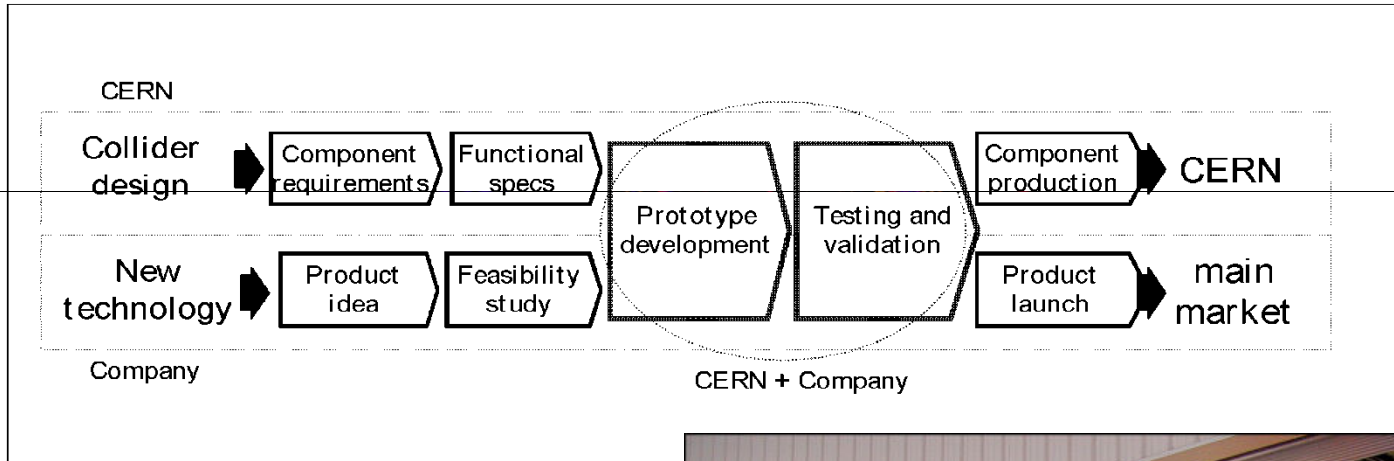 CERN
Collider
design
Component
requirements
Functional
specs
Prototype
development
Testing and
validation
Component
production
CERN
New
technology
Product
idea
Feasibility
study
Product
launch
main
market
Company
CERN + Company